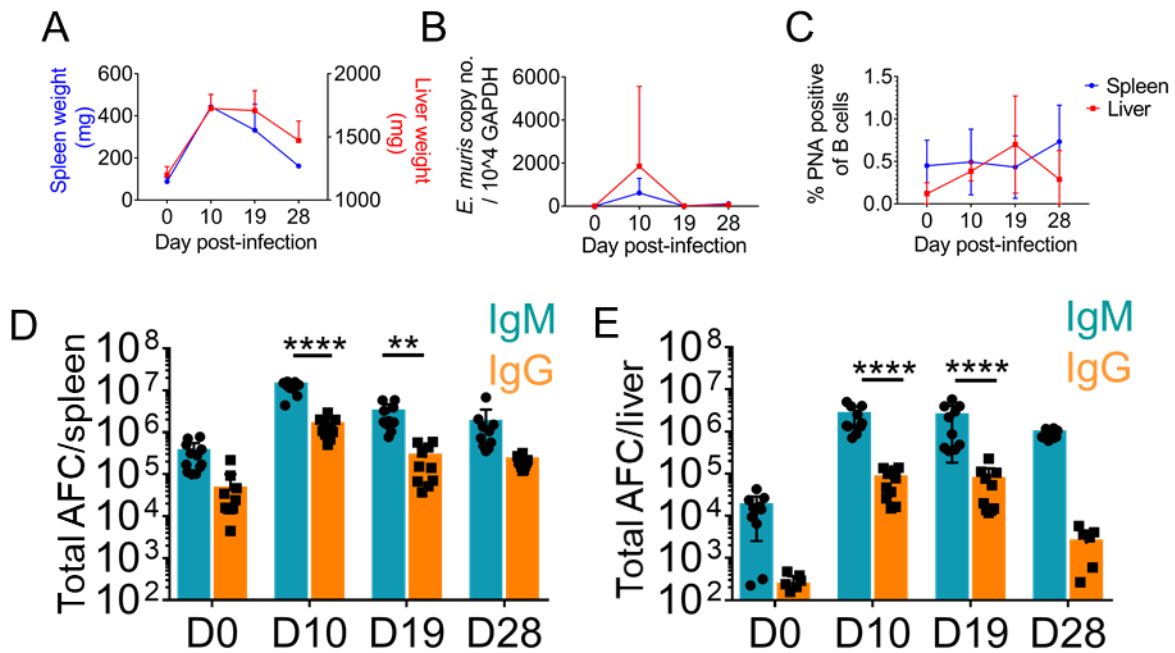 A
Spleen weight
(mg)
600
400
200
0
2000
1500
1000
Liver weight
(mg)
0 10 19 28
Day post-infection
B
E. muris copy no.
/ 10^4 GAPDH
6000
4000
2000
0
0 10 19 28
Day post-infection
C
% PNA positive
of B cells
1.5
1.0
0.5
0.0
0 10 19 28
Day post-infection
Spleen
Liver
D
Total AFC/spleen
10^8
10^7
10^6
10^5
10^4
10^3
10^2
**** **
IgM
IgG
D0 D10 D19 D28
E
Total AFC/liver
10^8
10^7
10^6
10^5
10^4
10^3
10^2
**** ****
IgM
IgG
D0 D10 D19 D28